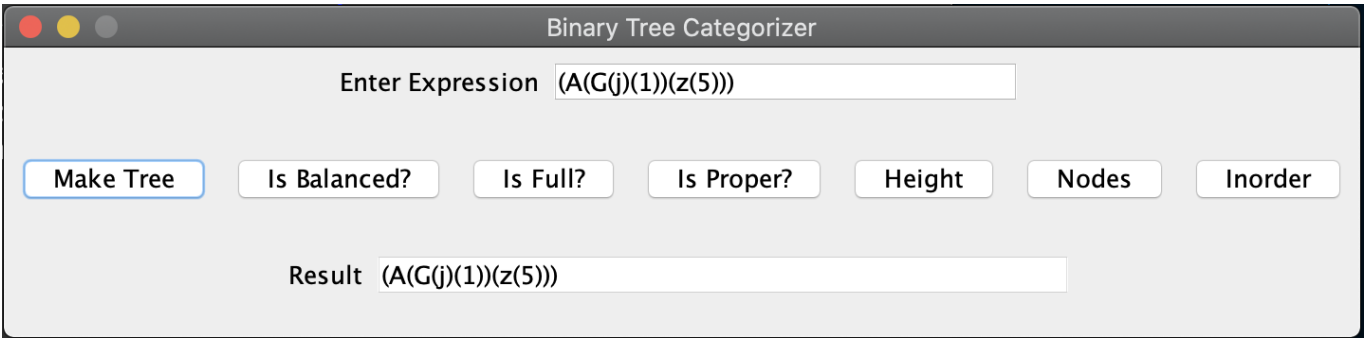 Binary Tree Categorizer
Enter Expression (A(G(j)(1))(z(5)))
Make Tree Is Balanced? Is Full? Is Proper? Height Nodes Inorder
Result (A(G(j)(1))(z(5)))